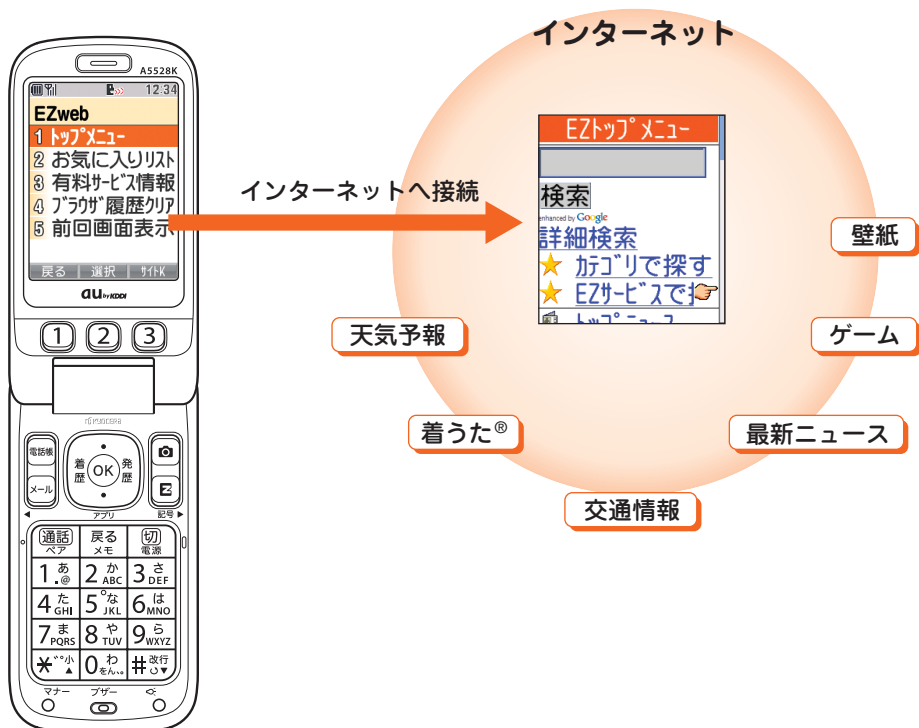 インターネット
A5528K
12:34
EZweb
1 トップメニュー
2 お気に入りリスト
3 有料サービス情報
4 ブラウザ履歴クリア
5 前回画面表示
戻る 選択 サイトK
au by KDDI
1 2 3
インターネットへ接続
EZトップメニュー
検索
enhanced by Google
詳細検索
カテゴリで探す
EZサービスで
トップニュース
壁紙
ゲーム
最新ニュース
交通情報
着うた®
天気予報
KYOCERA
電話帳
メール
着歴
OK
発歴
EZ
アプリ
記号
通話 ペア
戻る メモ
切 電源
1 あ .@
2 か ABC
3 さ DEF
4 た GHI
5 な JKL
6 は MNO
7 ま PQRS
8 や TUV
9 ら WXYZ
* ゛゜小
0 わをん、。
# 改行
マナー
ブザー